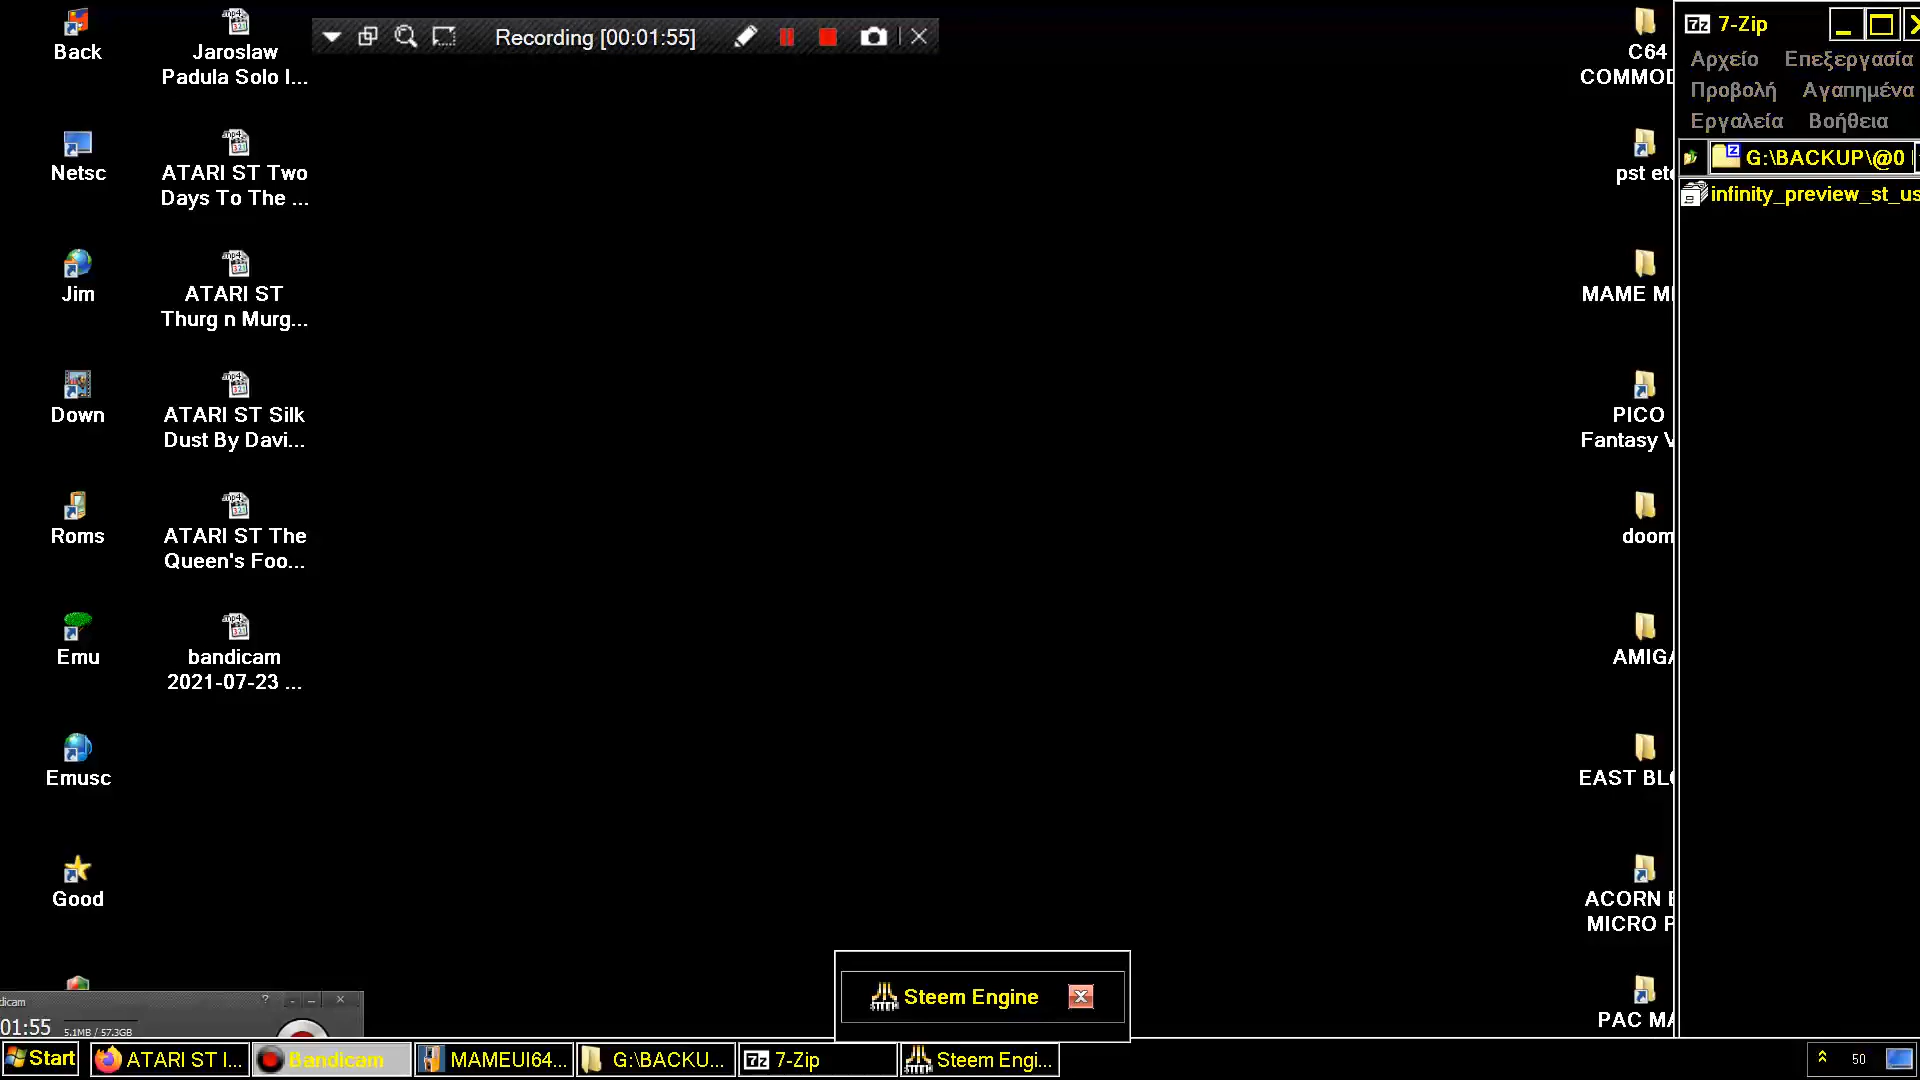 Back
Jaroslaw
Padula Solo I...
Recording [00:01:55]
C64
COMMOD
7-Zip
Αρχείο Επεξεργασία
Προβολή Αγαπημένα
Εργαλεία Βοήθεια
Netsc
ATARI ST Two
Days To The ...
pst etc
G:\BACKUP\@0
infinity_preview_st_us
Jim
ATARI ST
Thurg n Murg...
MAME M
Down
ATARI ST Silk
Dust By Davi...
PICO
Fantasy V
Roms
ATARI ST The
Queen's Foo...
doom
Emu
bandicam
2021-07-23 ...
AMIGA
Emusc
EAST BLO
Good
ACORN
MICRO P
PAC MA
dicam
01:55 5.1MB / 57.3GB
Steem Engine
Start
ATARI ST I...
Bandicam
MAMEUI64...
G:\BACKU...
7-Zip
Steem Engi...
50